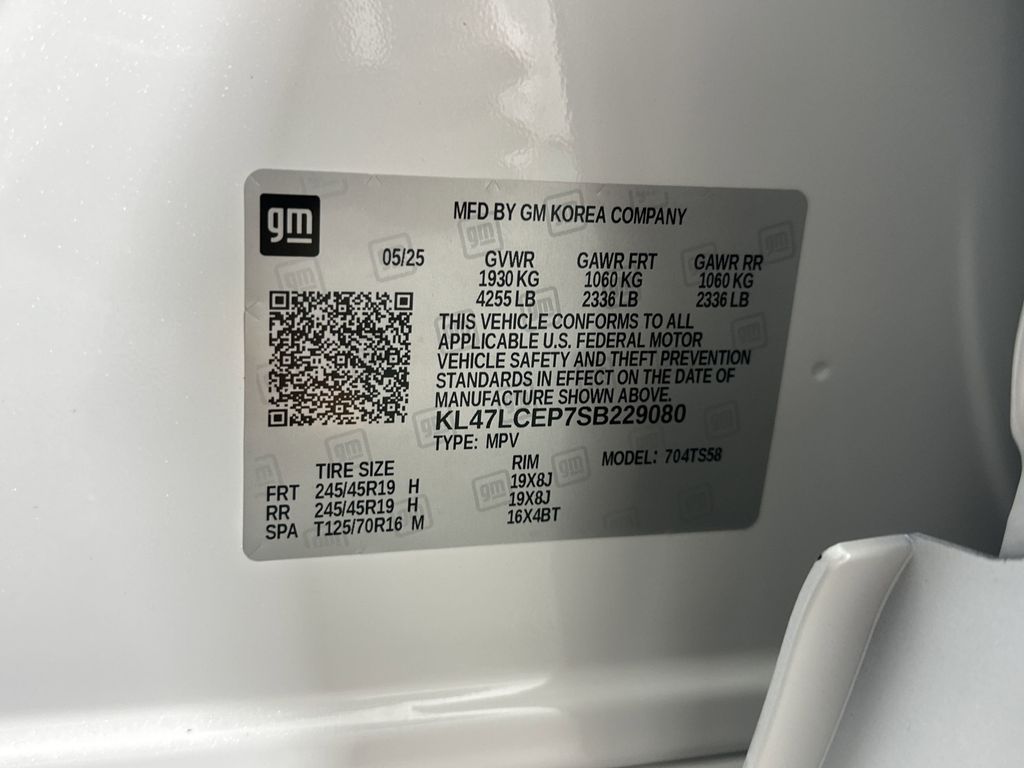 gm
MFD BY GM KOREA COMPANY
05/25 GVWR GAWR FRT GAWR RR
1930 KG 1060 KG 1060 KG
4255 LB 2336 LB 2336 LB
THIS VEHICLE CONFORMS TO ALL
APPLICABLE U.S. FEDERAL MOTOR
VEHICLE SAFETY AND THEFT PREVENTION
STANDARDS IN EFFECT ON THE DATE OF
MANUFACTURE SHOWN ABOVE.
KL47LCEP7SB229080
TYPE: MPV
TIRE SIZE RIM MODEL: 704TS58
FRT 245/45R19 H 19X8J
RR 245/45R19 H 19X8J
SPA T125/70R16 M 16X4BT